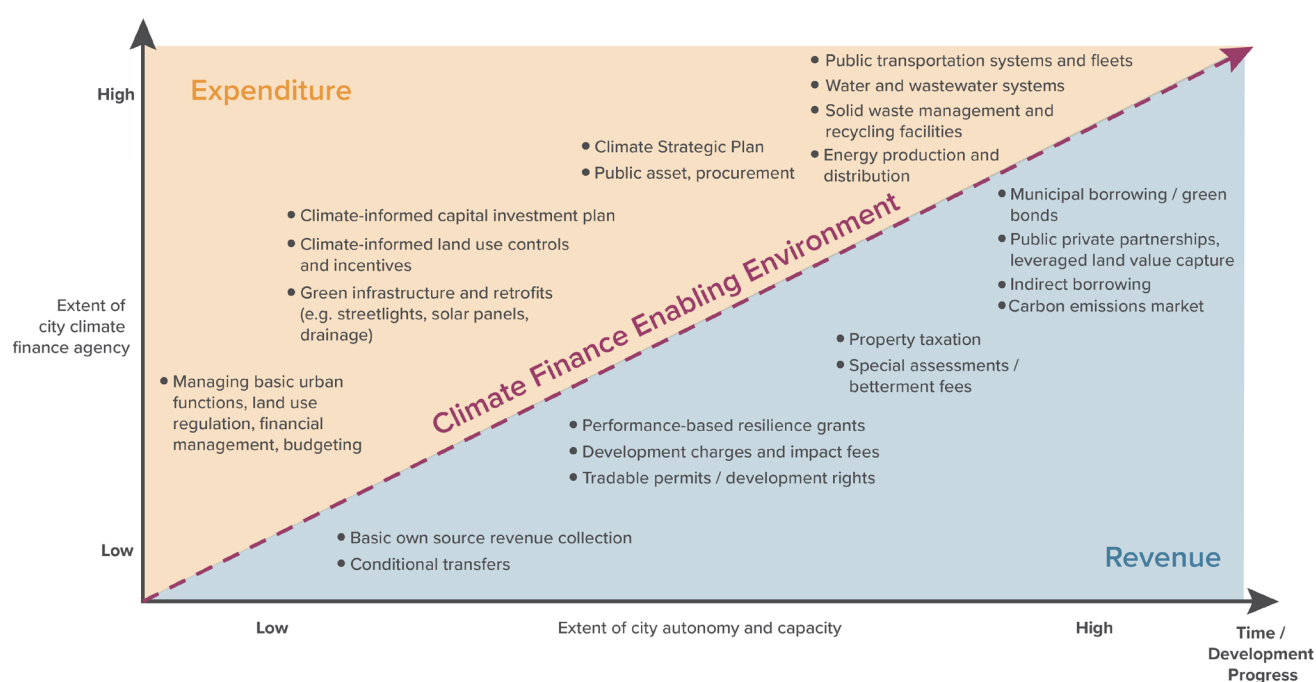 High
Expenditure
• Public transportation systems and fleets
• Water and wastewater systems
• Solid waste management and
recycling facilities
• Energy production and
distribution
• Climate Strategic Plan
• Public asset, procurement
• Climate-informed capital investment plan
• Climate-informed land use controls
and incentives
• Green infrastructure and retrofits
(e.g. streetlights, solar panels,
drainage)
• Managing basic urban
functions, land use
regulation, financial
management, budgeting
Extent of
city climate
finance agency
Climate Finance Enabling Environment
• Municipal borrowing / green
bonds
• Public private partnerships,
leveraged land value capture
• Indirect borrowing
• Carbon emissions market
• Property taxation
• Special assessments /
betterment fees
• Performance-based resilience grants
• Development charges and impact fees
• Tradable permits / development rights
• Basic own source revenue collection
• Conditional transfers
Revenue
Low
Low
Extent of city autonomy and capacity
High
Time /
Development
Progress